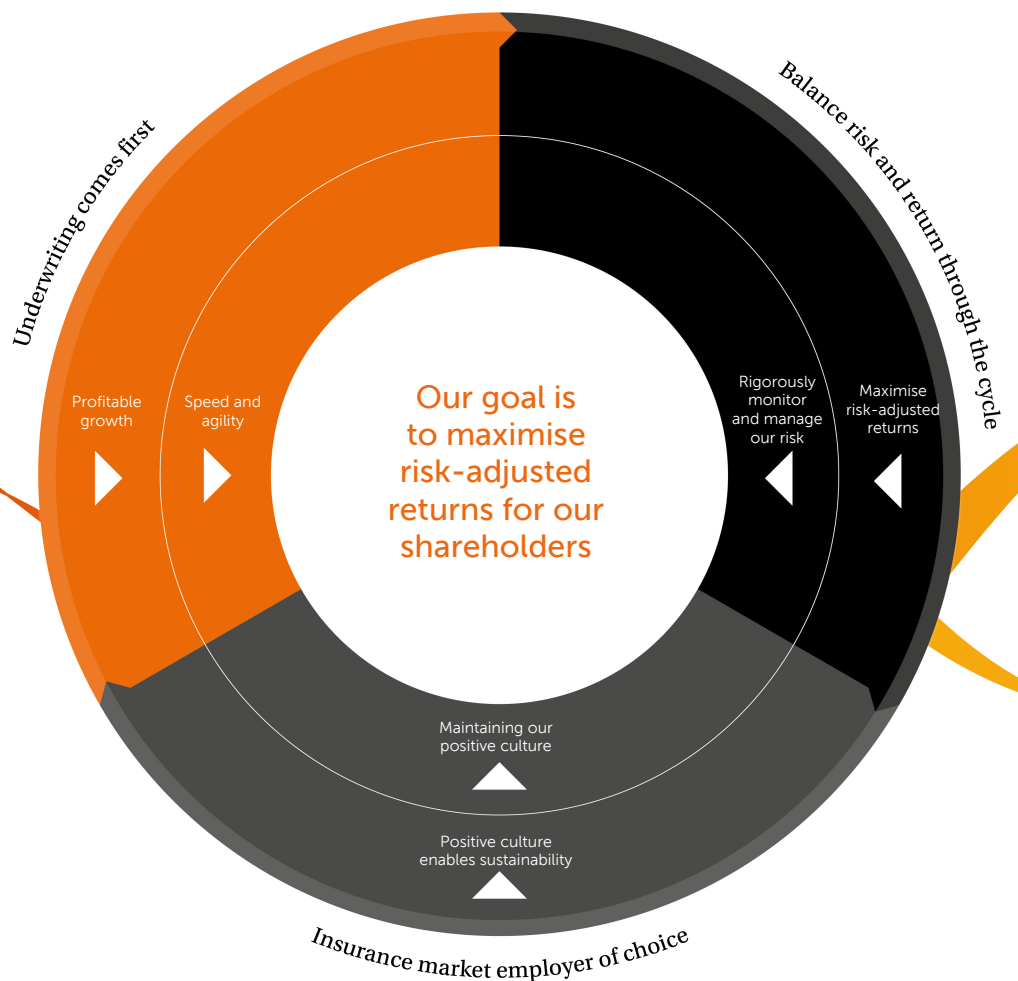 Underwriting comes first
Balance risk and return through the cycle
Profitable
growth
Speed and
agility
Our goal is
to maximise
risk-adjusted
returns for our
shareholders
Rigorously
monitor
and manage
our risk
Maximise
risk-adjusted
returns
Maintaining our
positive culture
Positive culture
enables sustainability
Insurance market employer of choice